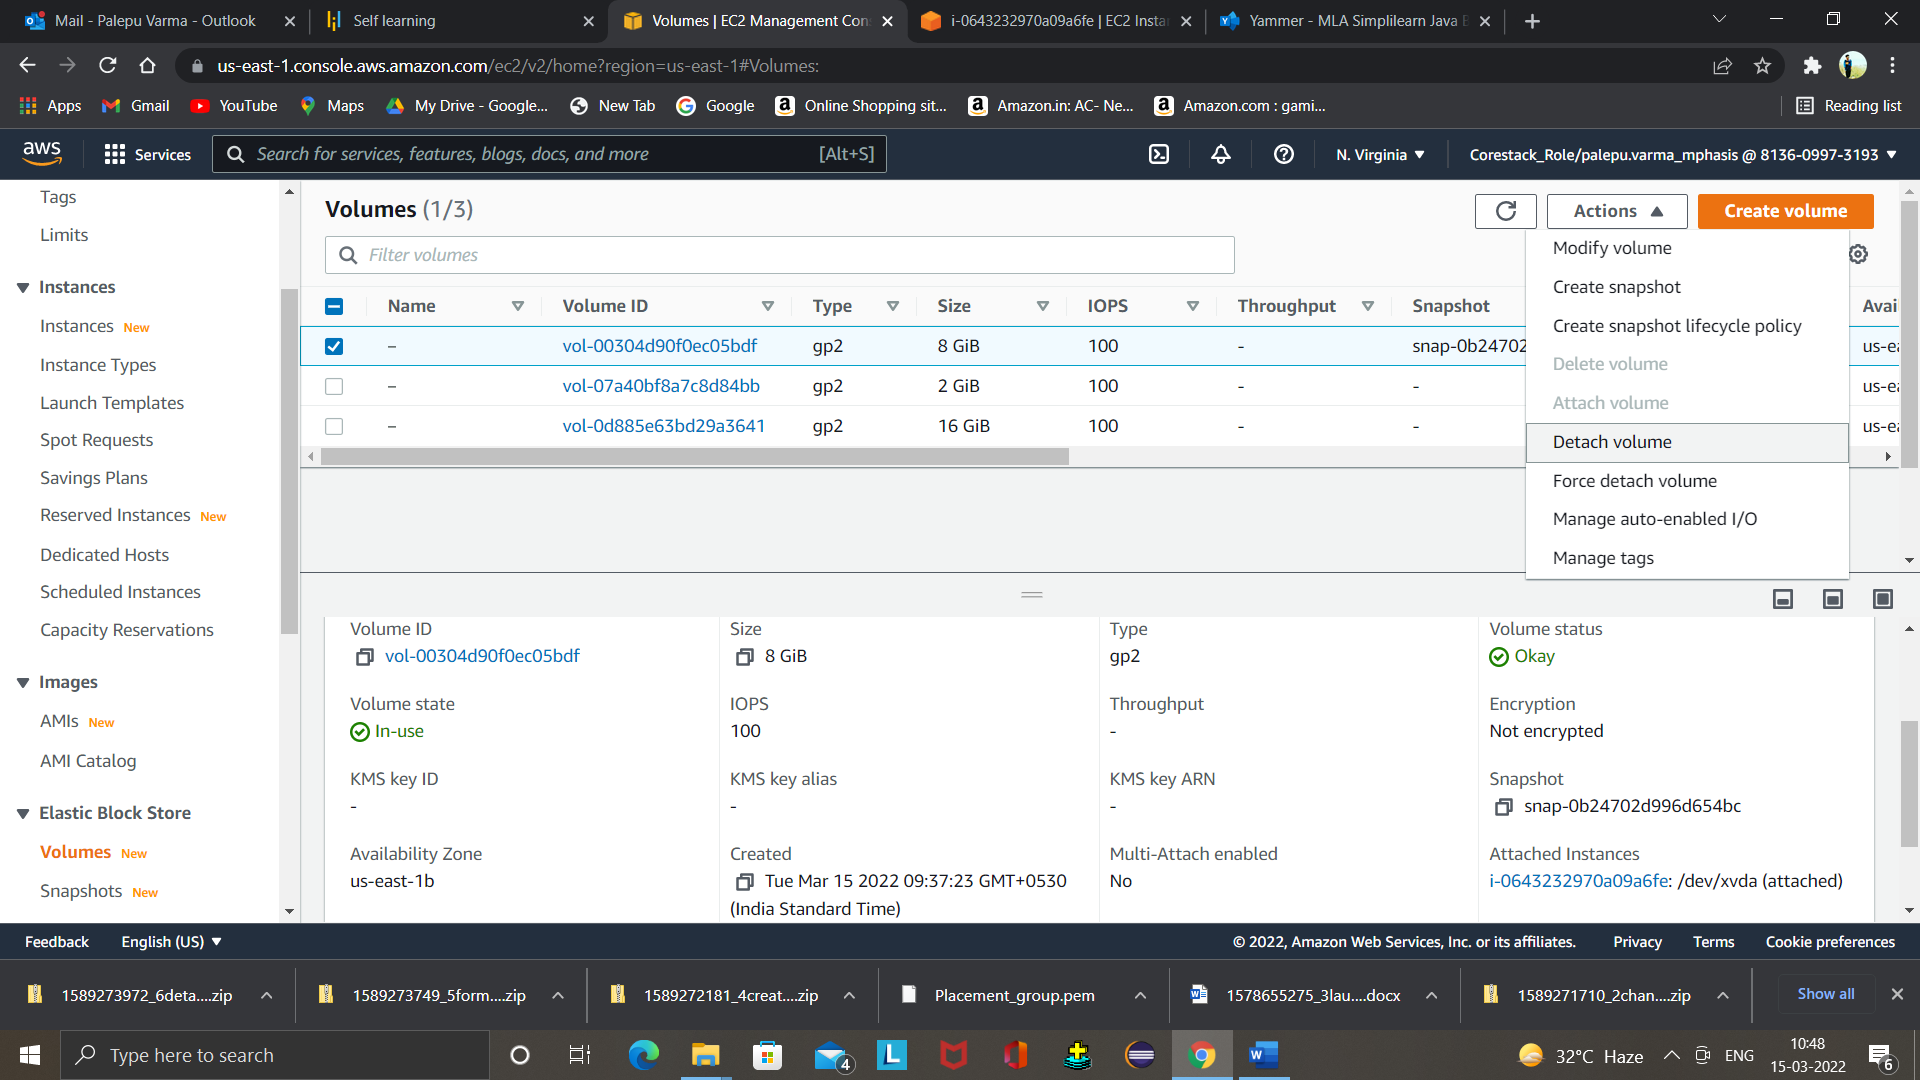 Mail - Palepu Varma - Outlook
Self learning
Volumes | EC2 Management Con
i-0643232970a09a6fe | EC2 Instan
Yammer - MLA Simplilearn Java B
us-east-1.console.aws.amazon.com/ec2/v2/home?region=us-east-1#Volumes:
Apps
Gmail
YouTube
Maps
My Drive - Google...
New Tab
Google
Online Shopping sit...
Amazon.in: AC- Ne...
Amazon.com : gami...
Reading list
aws
Services
Search for services, features, blogs, docs, and more
[Alt+S]
N. Virginia
Corestack_Role/palepu.varma_mphasis @ 8136-0997-3193
Tags
Limits
Instances
Instances New
Instance Types
Launch Templates
Spot Requests
Savings Plans
Reserved Instances New
Dedicated Hosts
Scheduled Instances
Capacity Reservations
Images
AMIs New
AMI Catalog
Elastic Block Store
Volumes New
Snapshots New
Volumes (1/3)
Actions
Create volume
Filter volumes
Name Volume ID Type Size IOPS Throughput Snapshot Avai
– vol-00304d90f0ec05bdf gp2 8 GiB 100 - snap-0b24702 us-ea
– vol-07a40bf8a7c8d84bb gp2 2 GiB 100 - - us-ea
– vol-0d885e63bd29a3641 gp2 16 GiB 100 - - us-ea
Modify volume
Create snapshot
Create snapshot lifecycle policy
Delete volume
Attach volume
Detach volume
Force detach volume
Manage auto-enabled I/O
Manage tags
Volume ID
vol-00304d90f0ec05bdf
Size
8 GiB
Type
gp2
Volume status
Okay
Volume state
In-use
IOPS
100
Throughput
-
Encryption
Not encrypted
KMS key ID
-
KMS key alias
-
KMS key ARN
-
Snapshot
snap-0b24702d996d654bc
Availability Zone
us-east-1b
Created
Tue Mar 15 2022 09:37:23 GMT+0530
(India Standard Time)
Multi-Attach enabled
No
Attached Instances
i-0643232970a09a6fe: /dev/xvda (attached)
Feedback
English (US)
© 2022, Amazon Web Services, Inc. or its affiliates.
Privacy
Terms
Cookie preferences
1589273972_6deta....zip
1589273749_5form....zip
1589272181_4creat....zip
Placement_group.pem
1578655275_3lau....docx
1589271710_2chan....zip
Show all
Type here to search
4
L
32°C Haze
ENG
10:48
15-03-2022
6